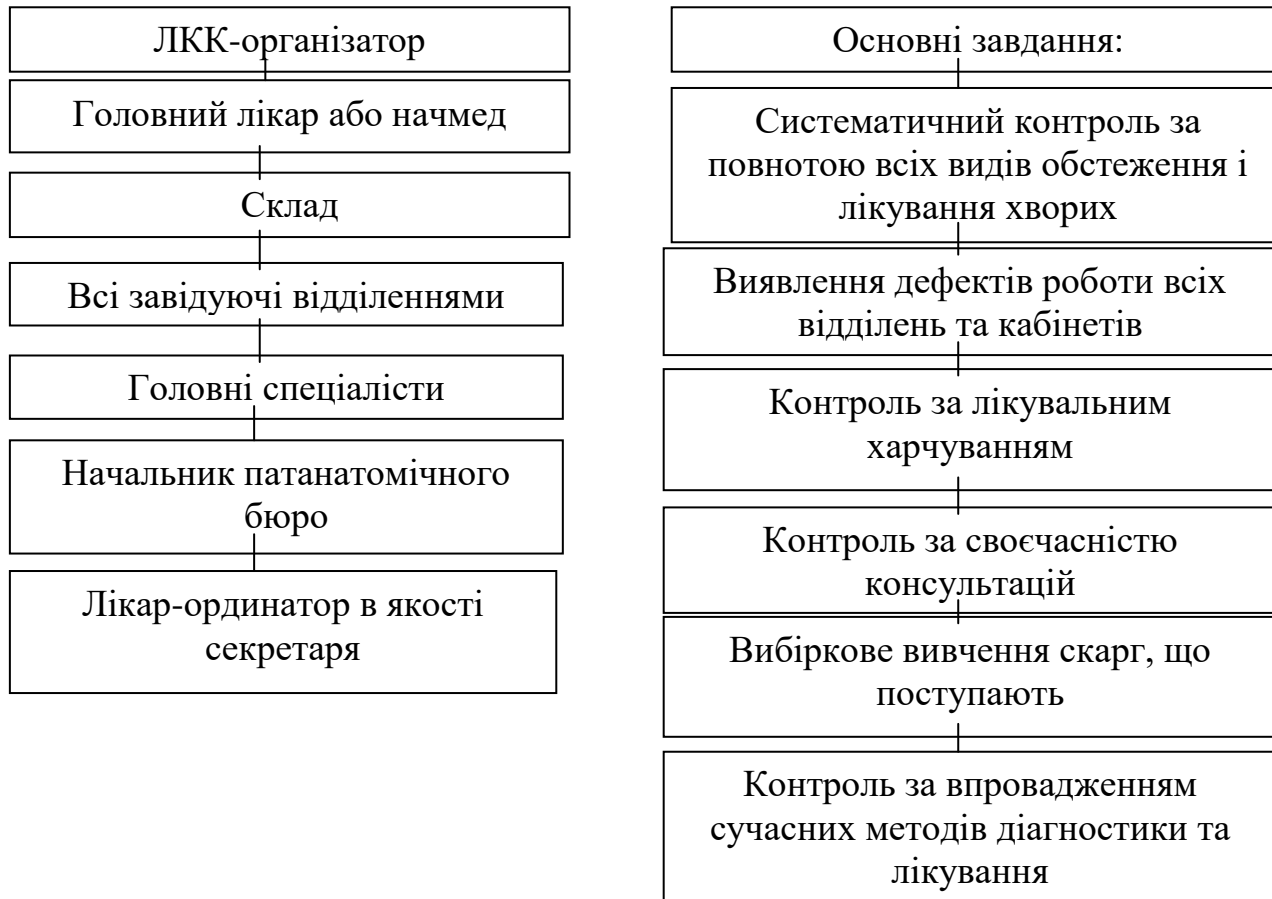 ЛКК-організатор
Головний лікар або начмед
Склад
Всі завідуючі відділеннями
Головні спеціалісти
Начальник патанатомічного
бюро
Лікар-ординатор в якості
секретаря
Основні завдання:
Систематичний контроль за
повнотою всіх видів обстеження і
лікування хворих
Виявлення дефектів роботи всіх
відділень та кабінетів
Контроль за лікувальним
харчуванням
Контроль за своєчасністю
консультацій
Вибіркове вивчення скарг, що
поступають
Контроль за впровадженням
сучасних методів діагностики та
лікування